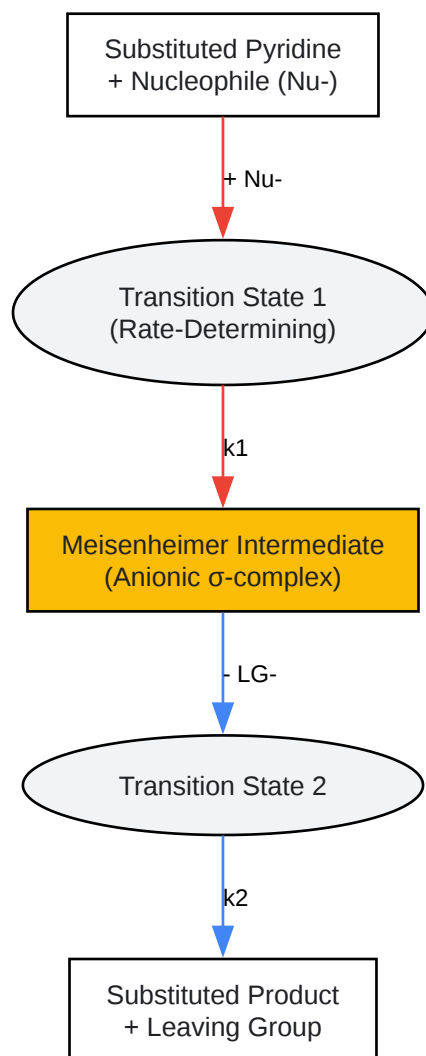 Substituted Pyridine
+ Nucleophile (Nu-)
+ Nu-
Transition State 1
(Rate-Determining)
k1
Meisenheimer Intermediate
(Anionic σ-complex)
- LG-
Transition State 2
k2
Substituted Product
+ Leaving Group